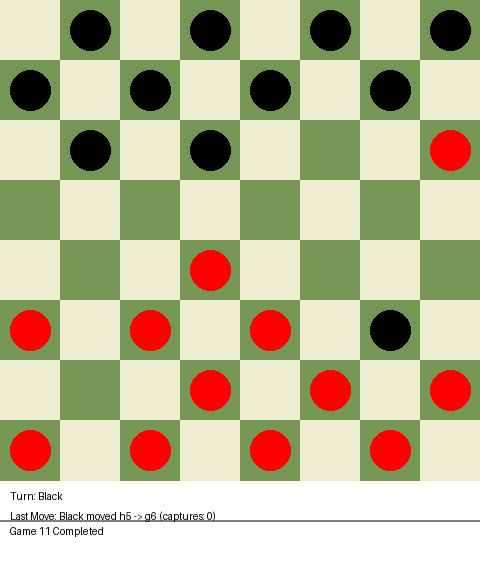 Turn: Black
Last Move: Black moved h5 -> g6 (captures: 0)
Game 11 Completed